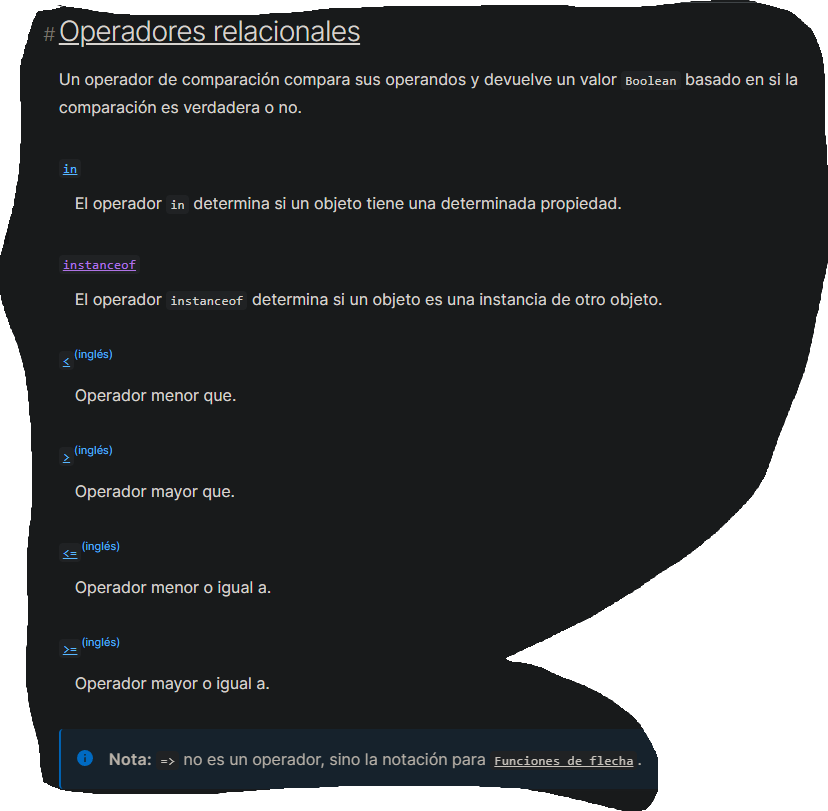 # Operadores relacionales
Un operador de comparación compara sus operandos y devuelve un valor Boolean basado en si la
comparación es verdadera o no.
in
El operador in determina si un objeto tiene una determinada propiedad.
instanceof
El operador instanceof determina si un objeto es una instancia de otro objeto.
< (inglés)
Operador menor que.
> (inglés)
Operador mayor que.
<= (inglés)
Operador menor o igual a.
>= (inglés)
Operador mayor o igual a.
Nota: => no es un operador, sino la notación para Funciones de flecha.